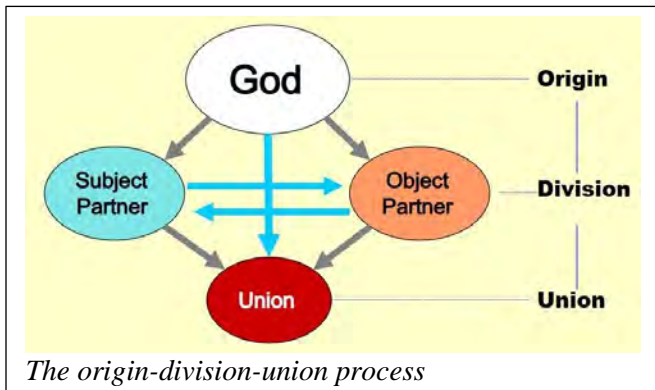 God
Origin
Subject
Partner
Object
Partner
Division
Union
Union
The origin-division-union process